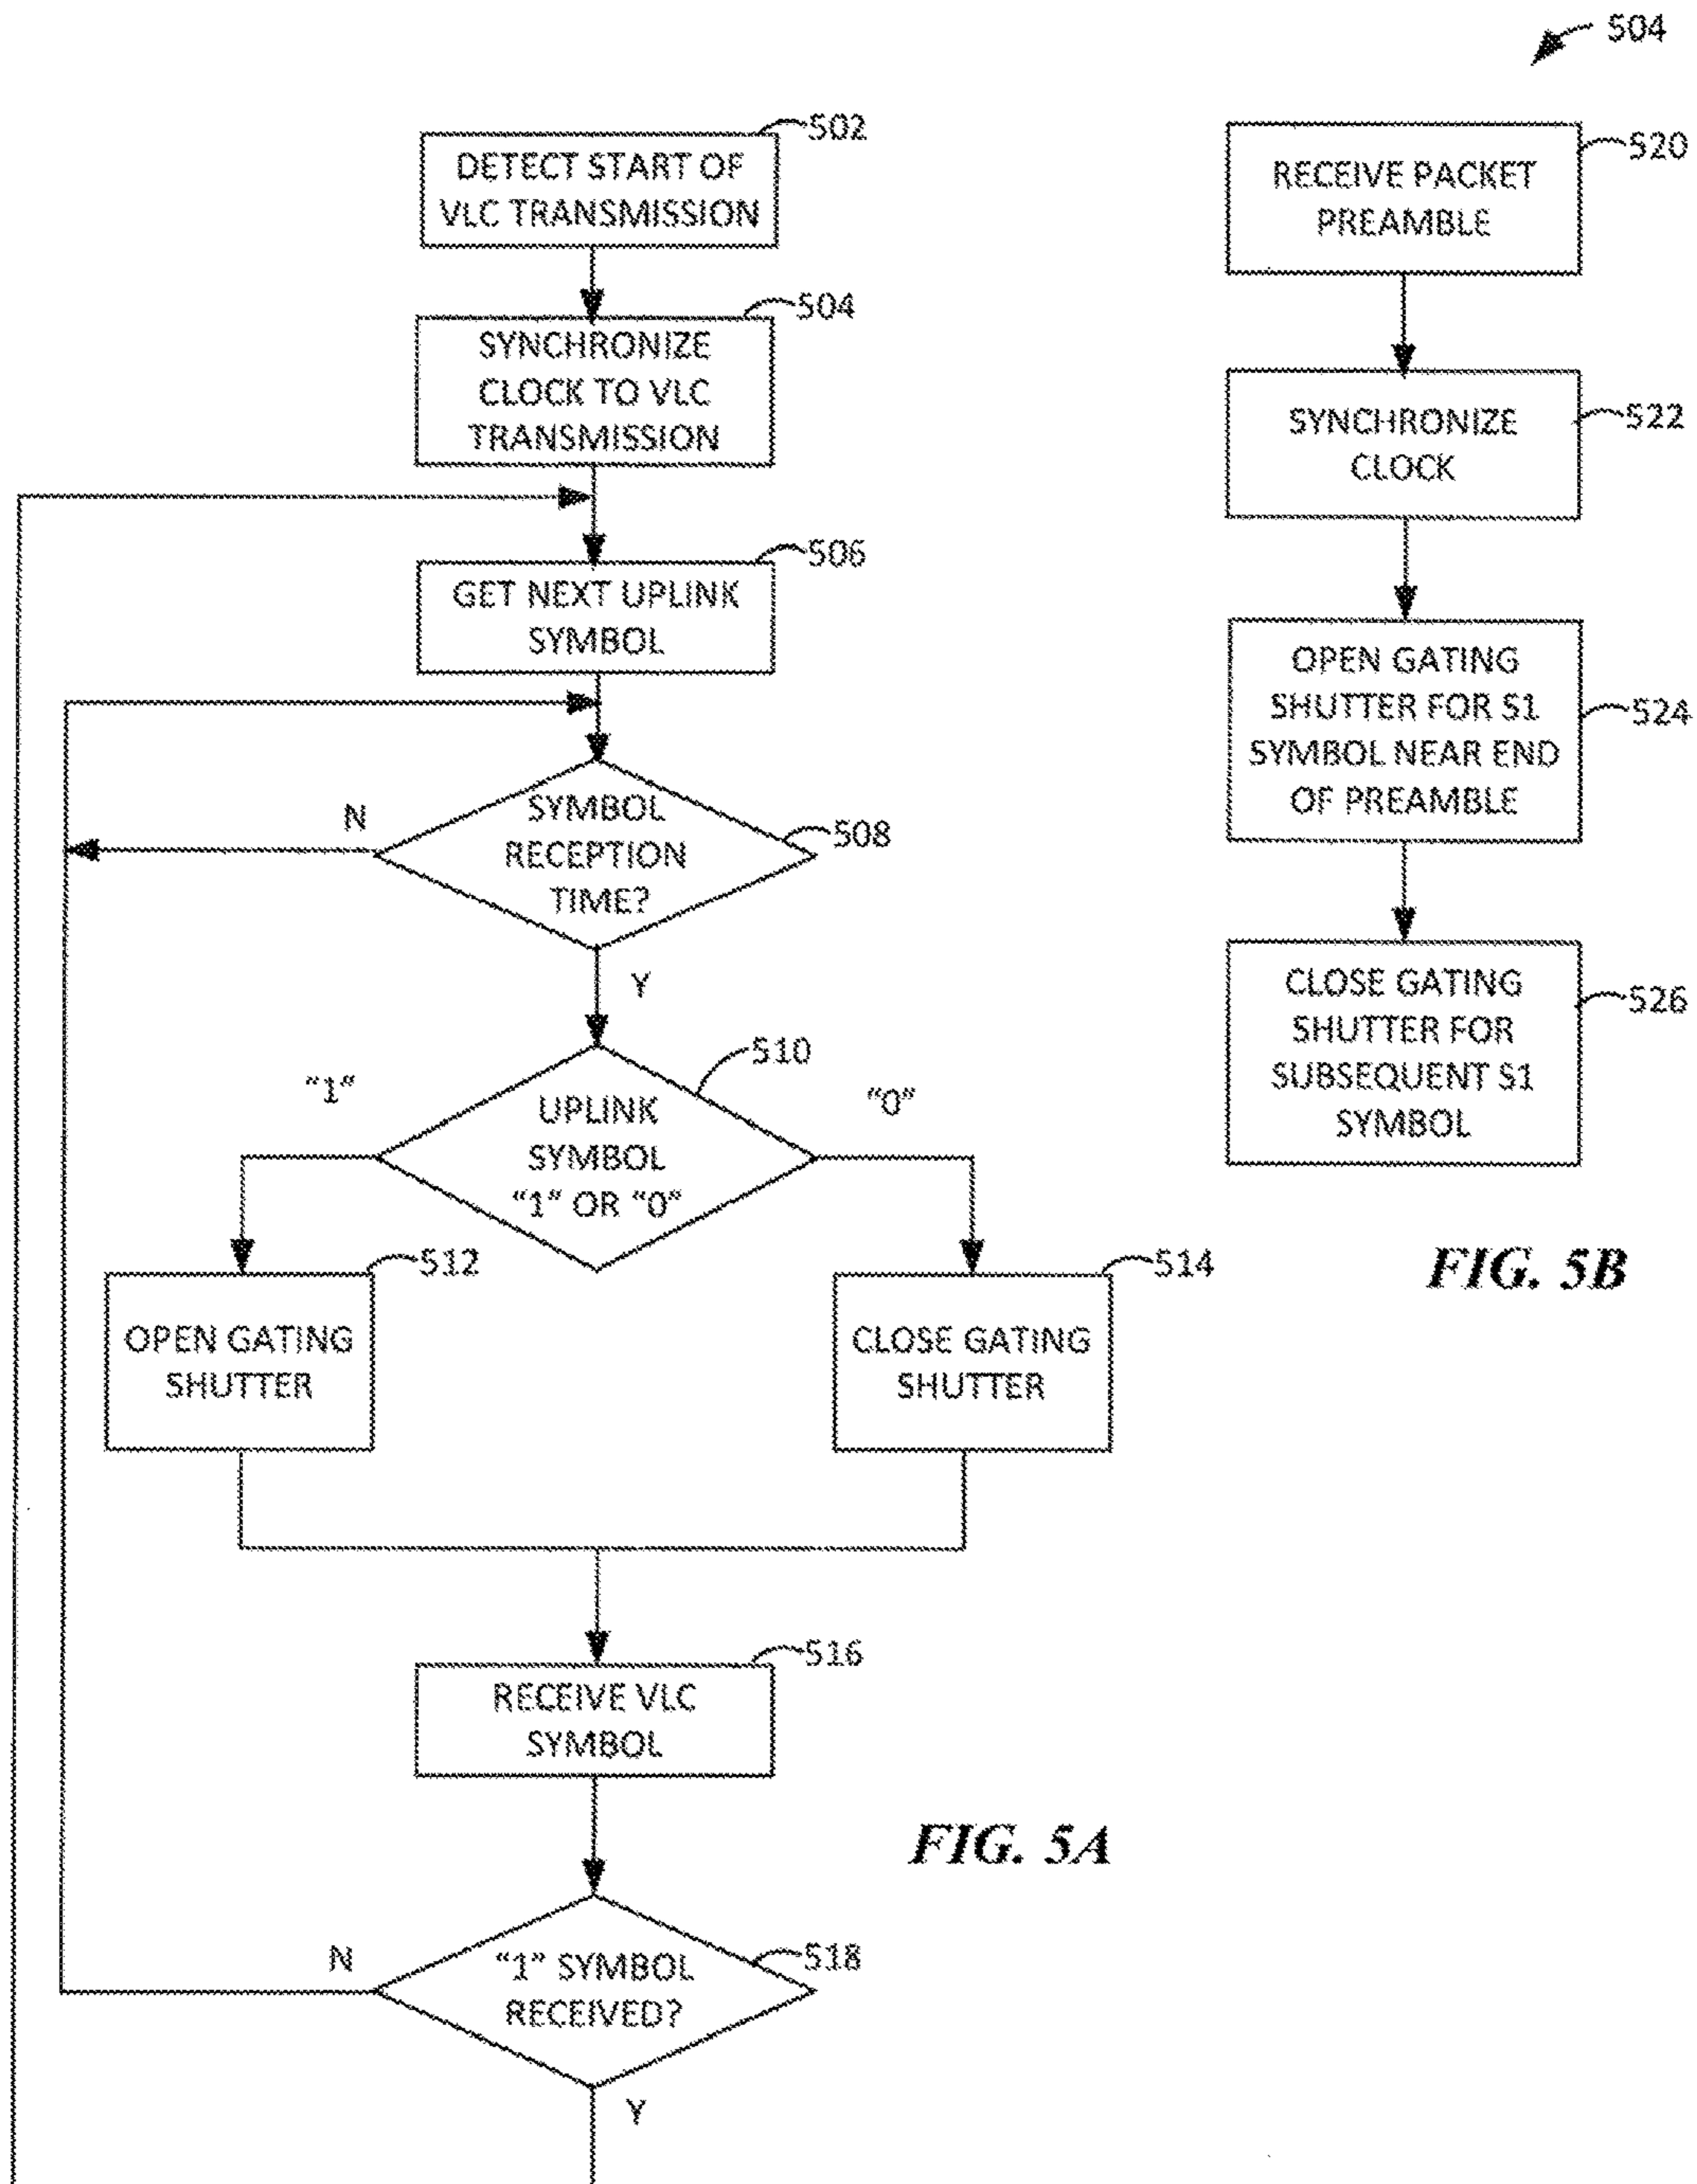 502
DETECT START OF
VLC TRANSMISSION
504
SYNCHRONIZE
CLOCK TO VLC
TRANSMISSION
506
GET NEXT UPLINK
SYMBOL
508
SYMBOL
RECEPTION
TIME?
N
Y
510
UPLINK
SYMBOL
"1" OR "0"
"1"
"0"
512
OPEN GATING
SHUTTER
514
CLOSE GATING
SHUTTER
516
RECEIVE VLC
SYMBOL
518
"1" SYMBOL
RECEIVED?
N
Y
FIG. 5A
504
520
RECEIVE PACKET
PREAMBLE
522
SYNCHRONIZE
CLOCK
524
OPEN GATING
SHUTTER FOR S1
SYMBOL NEAR END
OF PREAMBLE
526
CLOSE GATING
SHUTTER FOR
SUBSEQUENT S1
SYMBOL
FIG. 5B